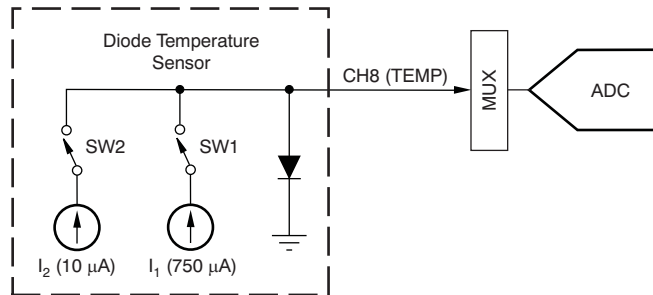 Diode Temperature
Sensor
CH8 (TEMP)
MUX
ADC
SW2
SW1
I₂ (10 μA)
I₁ (750 μA)